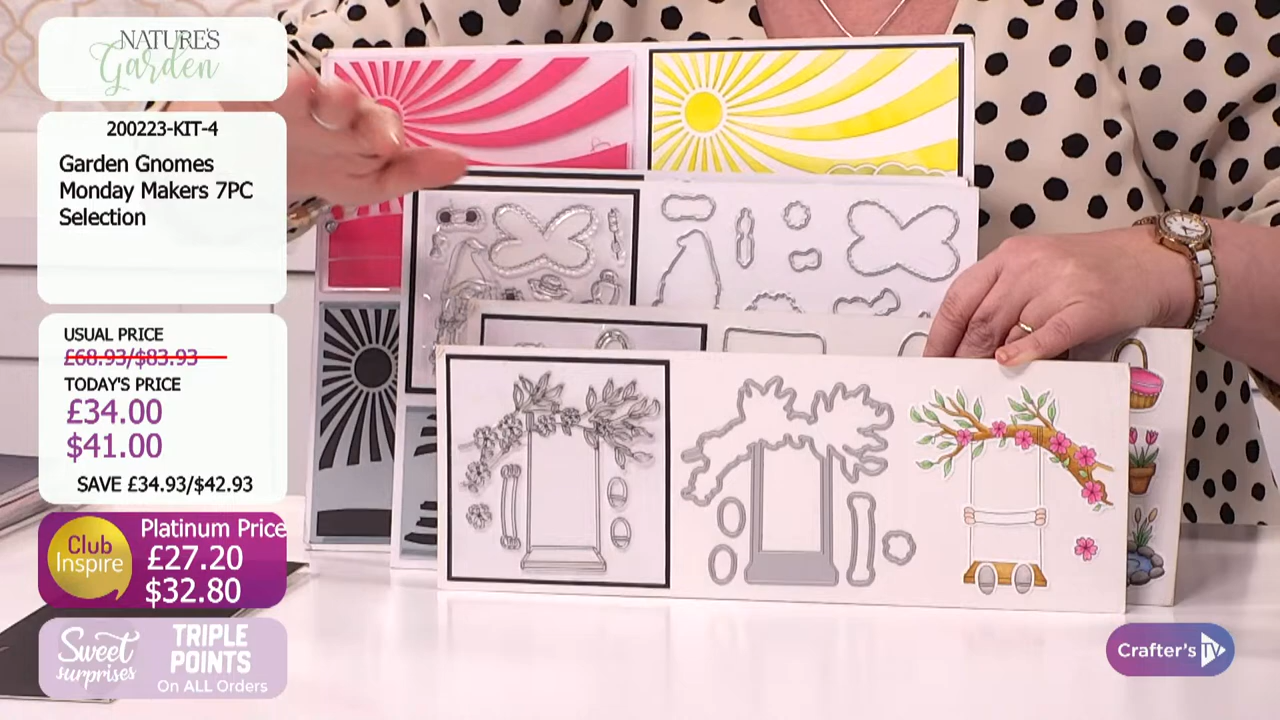 NATURE'S
Garden
200223-KIT-4
Garden Gnomes
Monday Makers 7PC
Selection
USUAL PRICE
£68.93/$83.93
TODAY'S PRICE
£34.00
$41.00
SAVE £34.93/$42.93
Club
Inspire
Platinum Price
£27.20
$32.80
Sweet
surprises
TRIPLE
POINTS
On ALL Orders
Crafter's TV